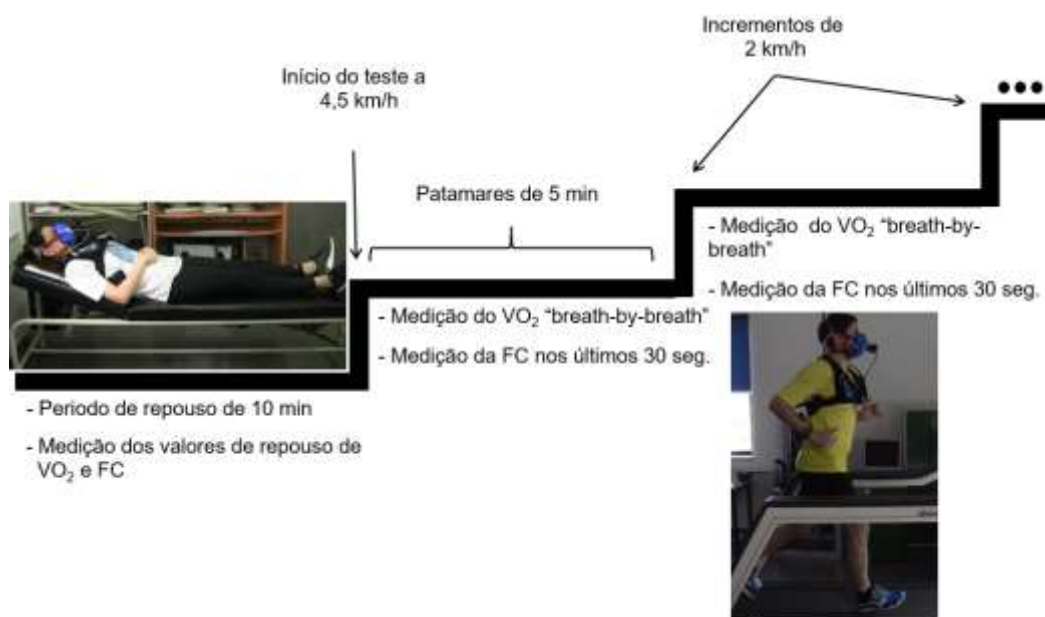 Início do teste a
4,5 km/h
Incrementos de
2 km/h
Patamares de 5 min
- Medição do VO₂ “breath-by-breath”
- Medição da FC nos últimos 30 seg.
- Medição do VO₂ “breath-by-
breath”
- Medição da FC nos últimos 30 seg.
- Periodo de repouso de 10 min
- Medição dos valores de repouso de
VO₂ e FC